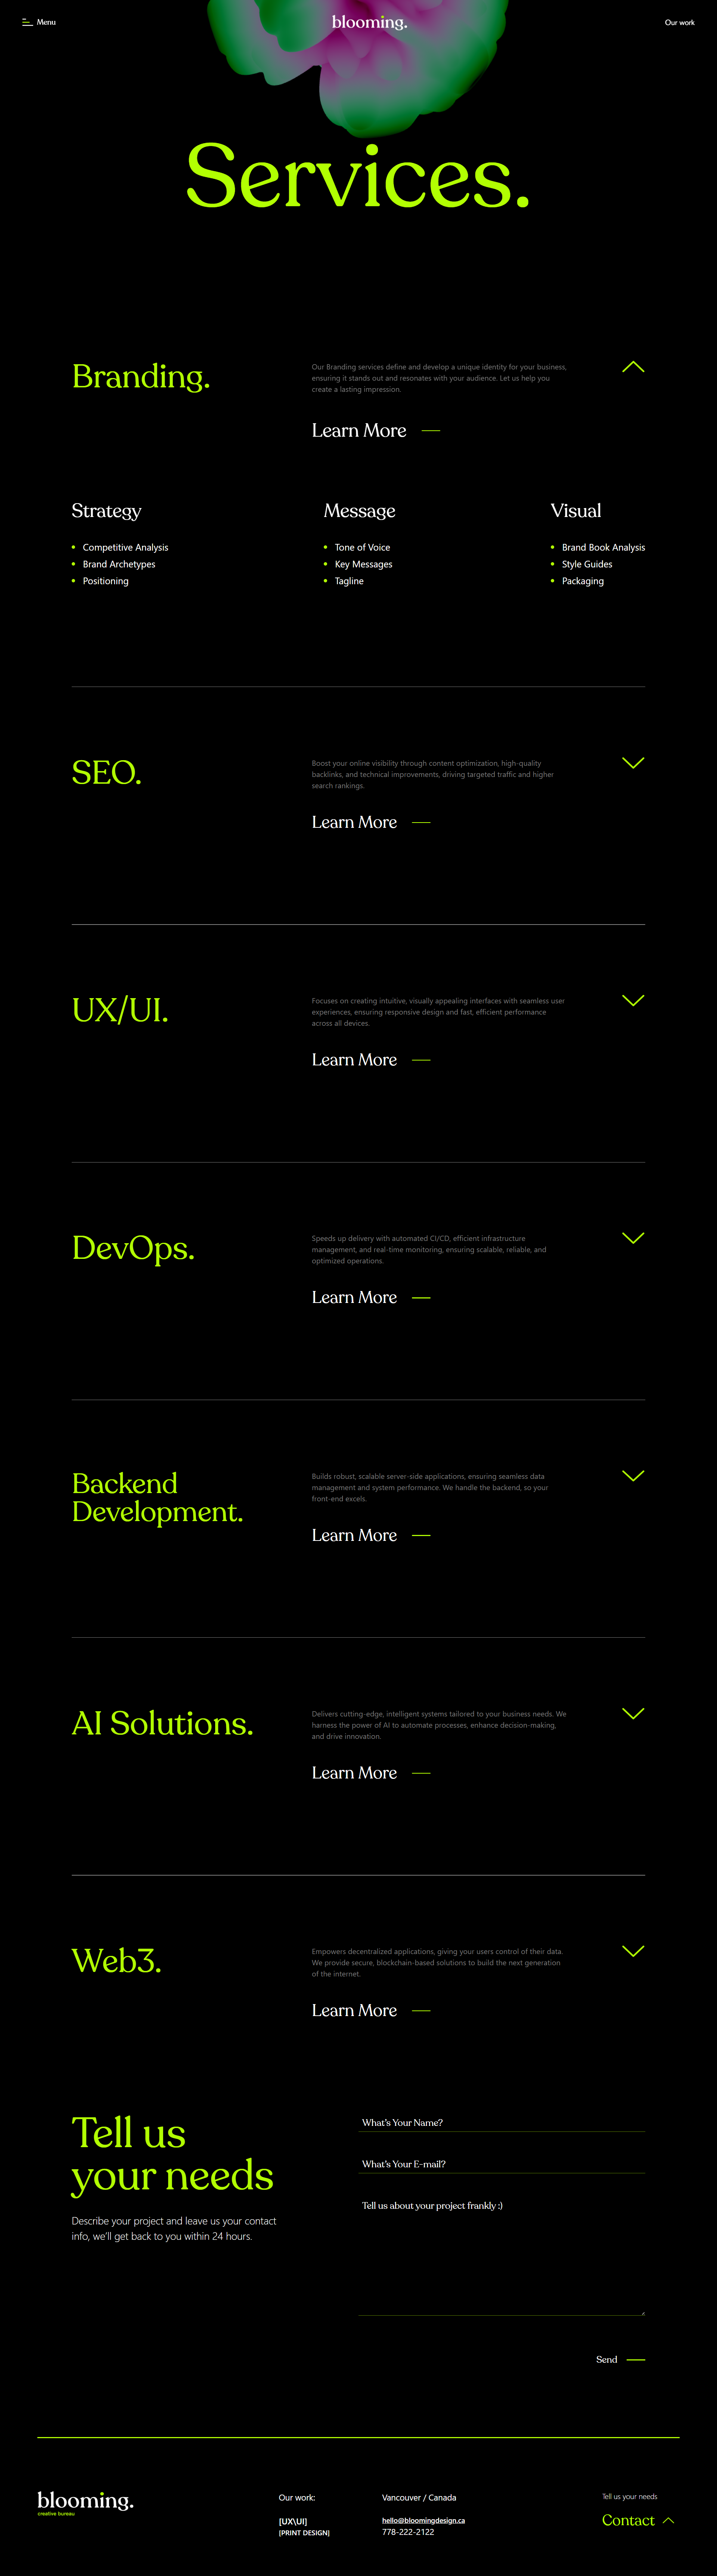 Menu
blooming.
Our work
Services.
Branding.
Our Branding services define and develop a unique identity for your business,
ensuring it stands out and resonates with your audience. Let us help you
create a lasting impression.
Learn More
Strategy
Competitive Analysis
Brand Archetypes
Positioning
Message
Tone of Voice
Key Messages
Tagline
Visual
Brand Book Analysis
Style Guides
Packaging
SEO.
Boost your online visibility through content optimization, high-quality
backlinks, and technical improvements, driving targeted traffic and higher
search rankings.
Learn More
UX/UI.
Focuses on creating intuitive, visually appealing interfaces with seamless user
experiences, ensuring responsive design and fast, efficient performance
across all devices.
Learn More
DevOps.
Speeds up delivery with automated CI/CD, efficient infrastructure
management, and real-time monitoring, ensuring scalable, reliable, and
optimized operations.
Learn More
Backend
Development.
Builds robust, scalable server-side applications, ensuring seamless data
management and system performance. We handle the backend, so your
front-end excels.
Learn More
AI Solutions.
Delivers cutting-edge, intelligent systems tailored to your business needs. We
harness the power of AI to automate processes, enhance decision-making,
and drive innovation.
Learn More
Web3.
Empowers decentralized applications, giving your users control of their data.
We provide secure, blockchain-based solutions to build the next generation
of the internet.
Learn More
Tell us
your needs
Describe your project and leave us your contact
info, we'll get back to you within 24 hours.
What's Your Name?
What's Your E-mail?
Tell us about your project frankly :)
Send
blooming.
creative bureau
Our work:
[UX\UI]
[PRINT DESIGN]
Vancouver / Canada
hello@bloomingdesign.ca
778-222-2122
Tell us your needs
Contact